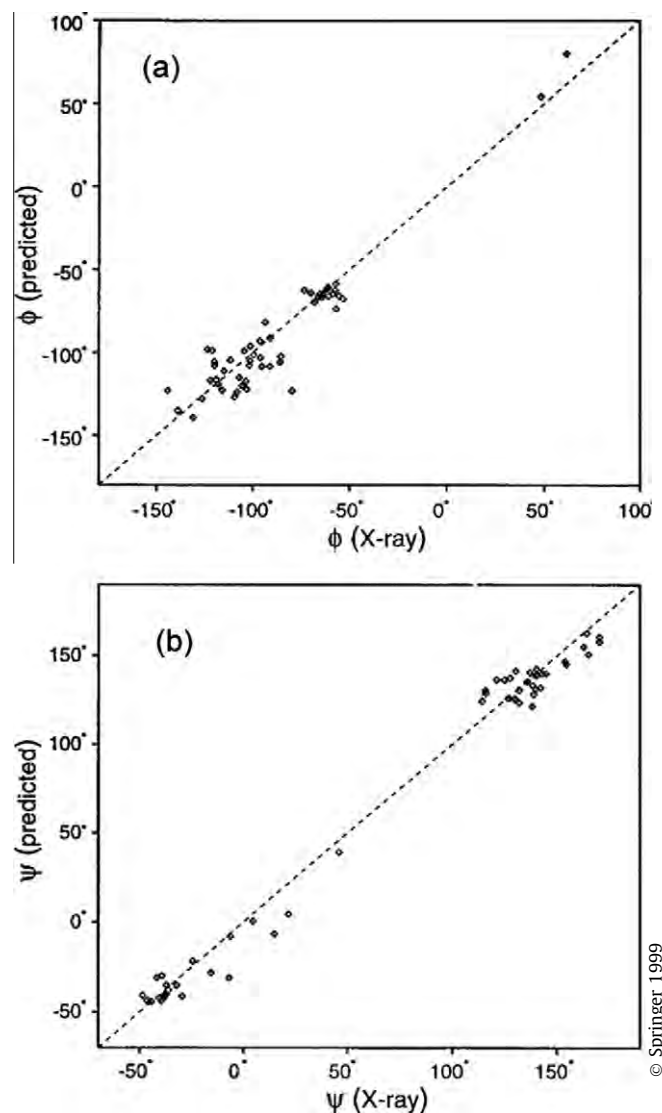 100°
(a)
50°
0°
-50°
-100°
-150°
ϕ (predicted)
-150° -100° -50° 0° 50° 100°
ϕ (X-ray)
(b)
150°
100°
50°
0°
-50°
ψ (predicted)
-50° 0° 50° 100° 150°
ψ (X-ray)
© Springer 1999